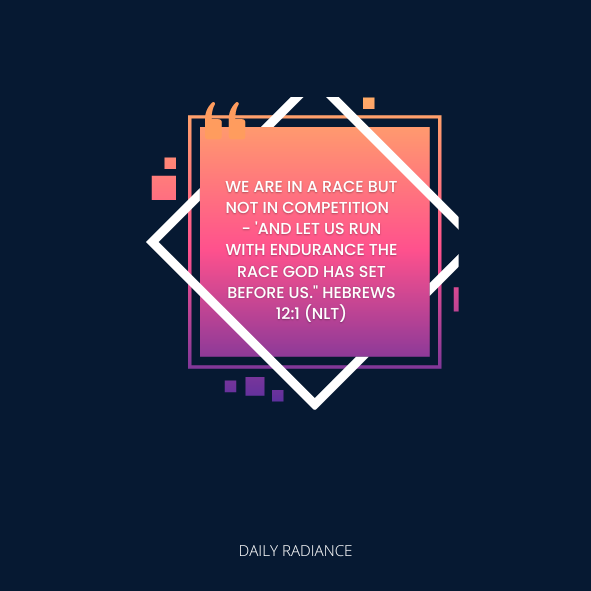 WE ARE IN A RACE BUT
NOT IN COMPETITION
- 'AND LET US RUN
WITH ENDURANCE THE
RACE GOD HAS SET
BEFORE US." HEBREWS
12:1 (NLT)
DAILY RADIANCE